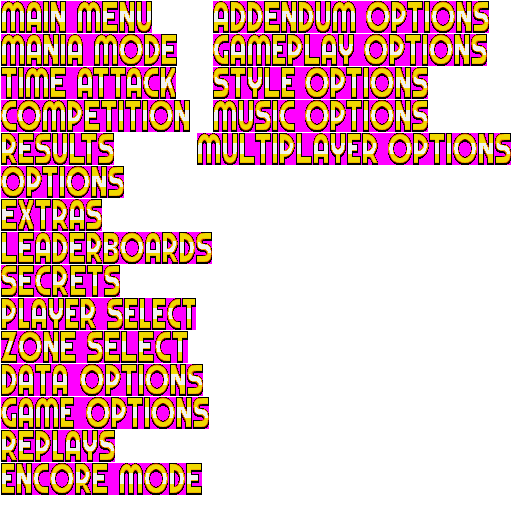 MAIN MENU
MANIA MODE
TIME ATTACK
COMPETITION
RESULTS
OPTIONS
EXTRAS
LEADERBOARDS
SECRETS
PLAYER SELECT
ZONE SELECT
DATA OPTIONS
GAME OPTIONS
REPLAYS
ENCORE MODE
ADDENDUM OPTIONS
GAMEPLAY OPTIONS
STYLE OPTIONS
MUSIC OPTIONS
MULTIPLAYER OPTIONS